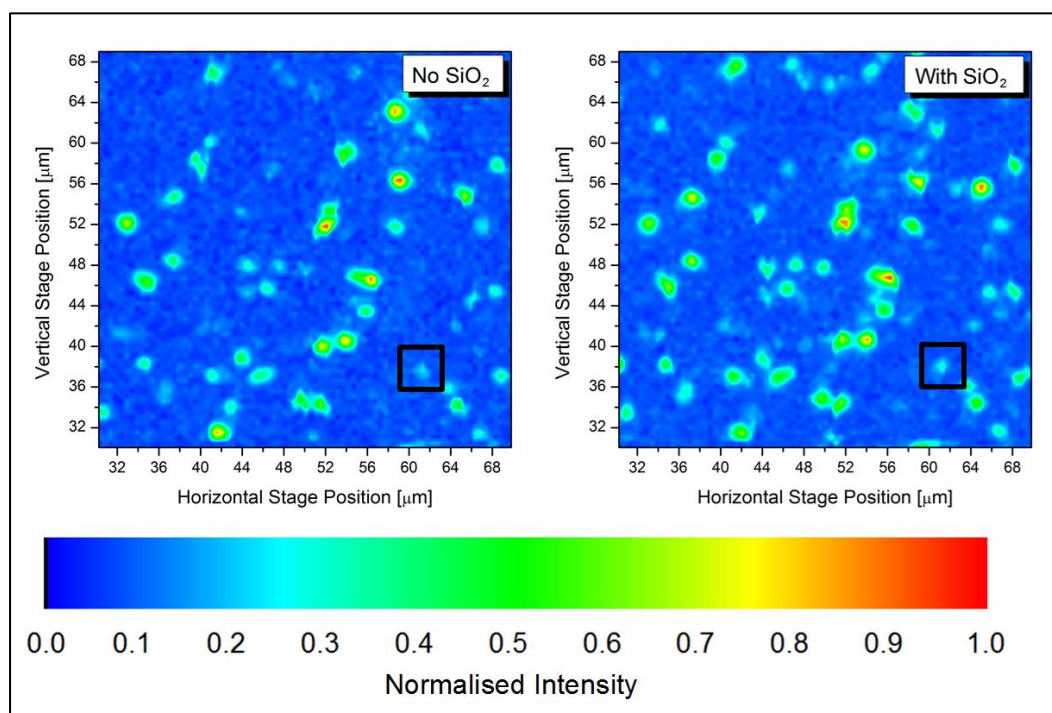 No SiO₂
With SiO₂
68
64
60
56
52
48
44
40
36
32
Vertical Stage Position [μm]
32 36 40 44 48 52 56 60 64 68
Horizontal Stage Position [μm]
68
64
60
56
52
48
44
40
36
32
Vertical Stage Position [μm]
32 36 40 44 48 52 56 60 64 68
Horizontal Stage Position [μm]
0.0 0.1 0.2 0.3 0.4 0.5 0.6 0.7 0.8 0.9 1.0
Normalised Intensity